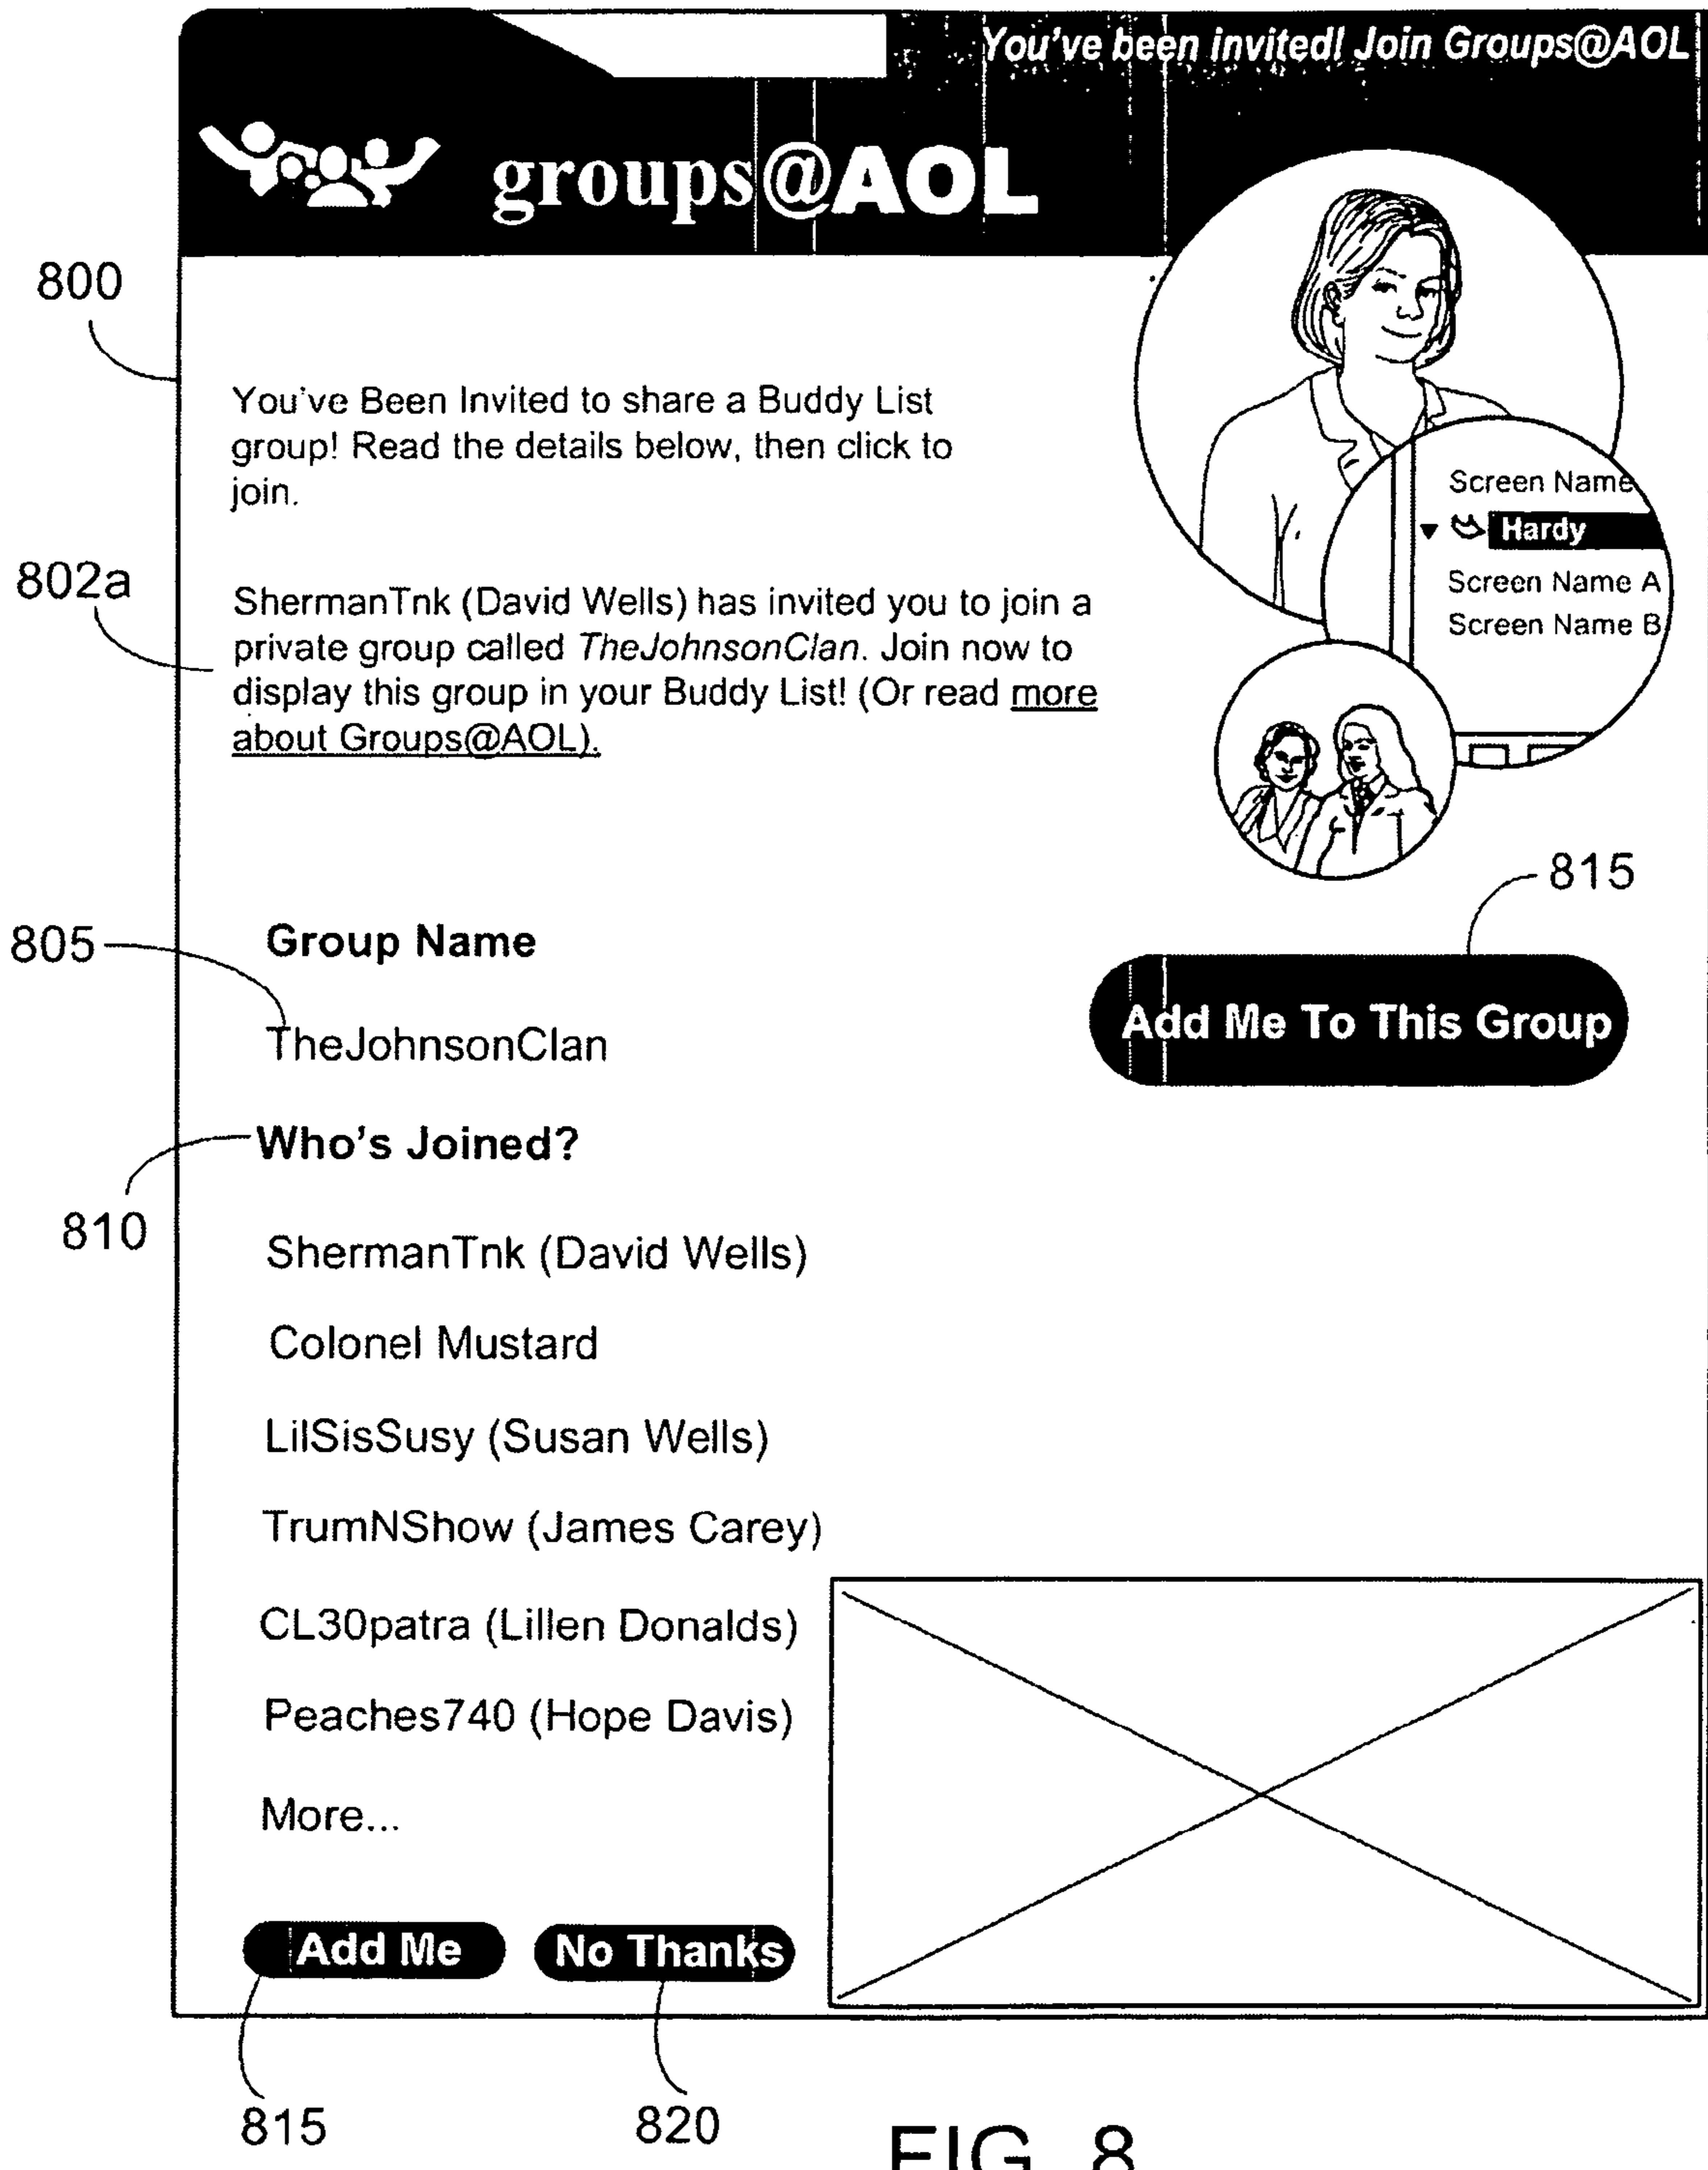 You've been invited! Join Groups@AOL
groups@AOL
800
You've Been Invited to share a Buddy List
group! Read the details below, then click to
join.
Screen Name
Hardy
Screen Name A
Screen Name B
802a
ShermanTnk (David Wells) has invited you to join a
private group called TheJohnsonClan. Join now to
display this group in your Buddy List! (Or read more
about Groups@AOL).
815
805
Group Name
Add Me To This Group
TheJohnsonClan
Who's Joined?
810
ShermanTnk (David Wells)
Colonel Mustard
LilSisSusy (Susan Wells)
TrumNShow (James Carey)
CL30patra (Lillen Donalds)
Peaches740 (Hope Davis)
More...
Add Me
No Thanks
815
820
FIG. 8